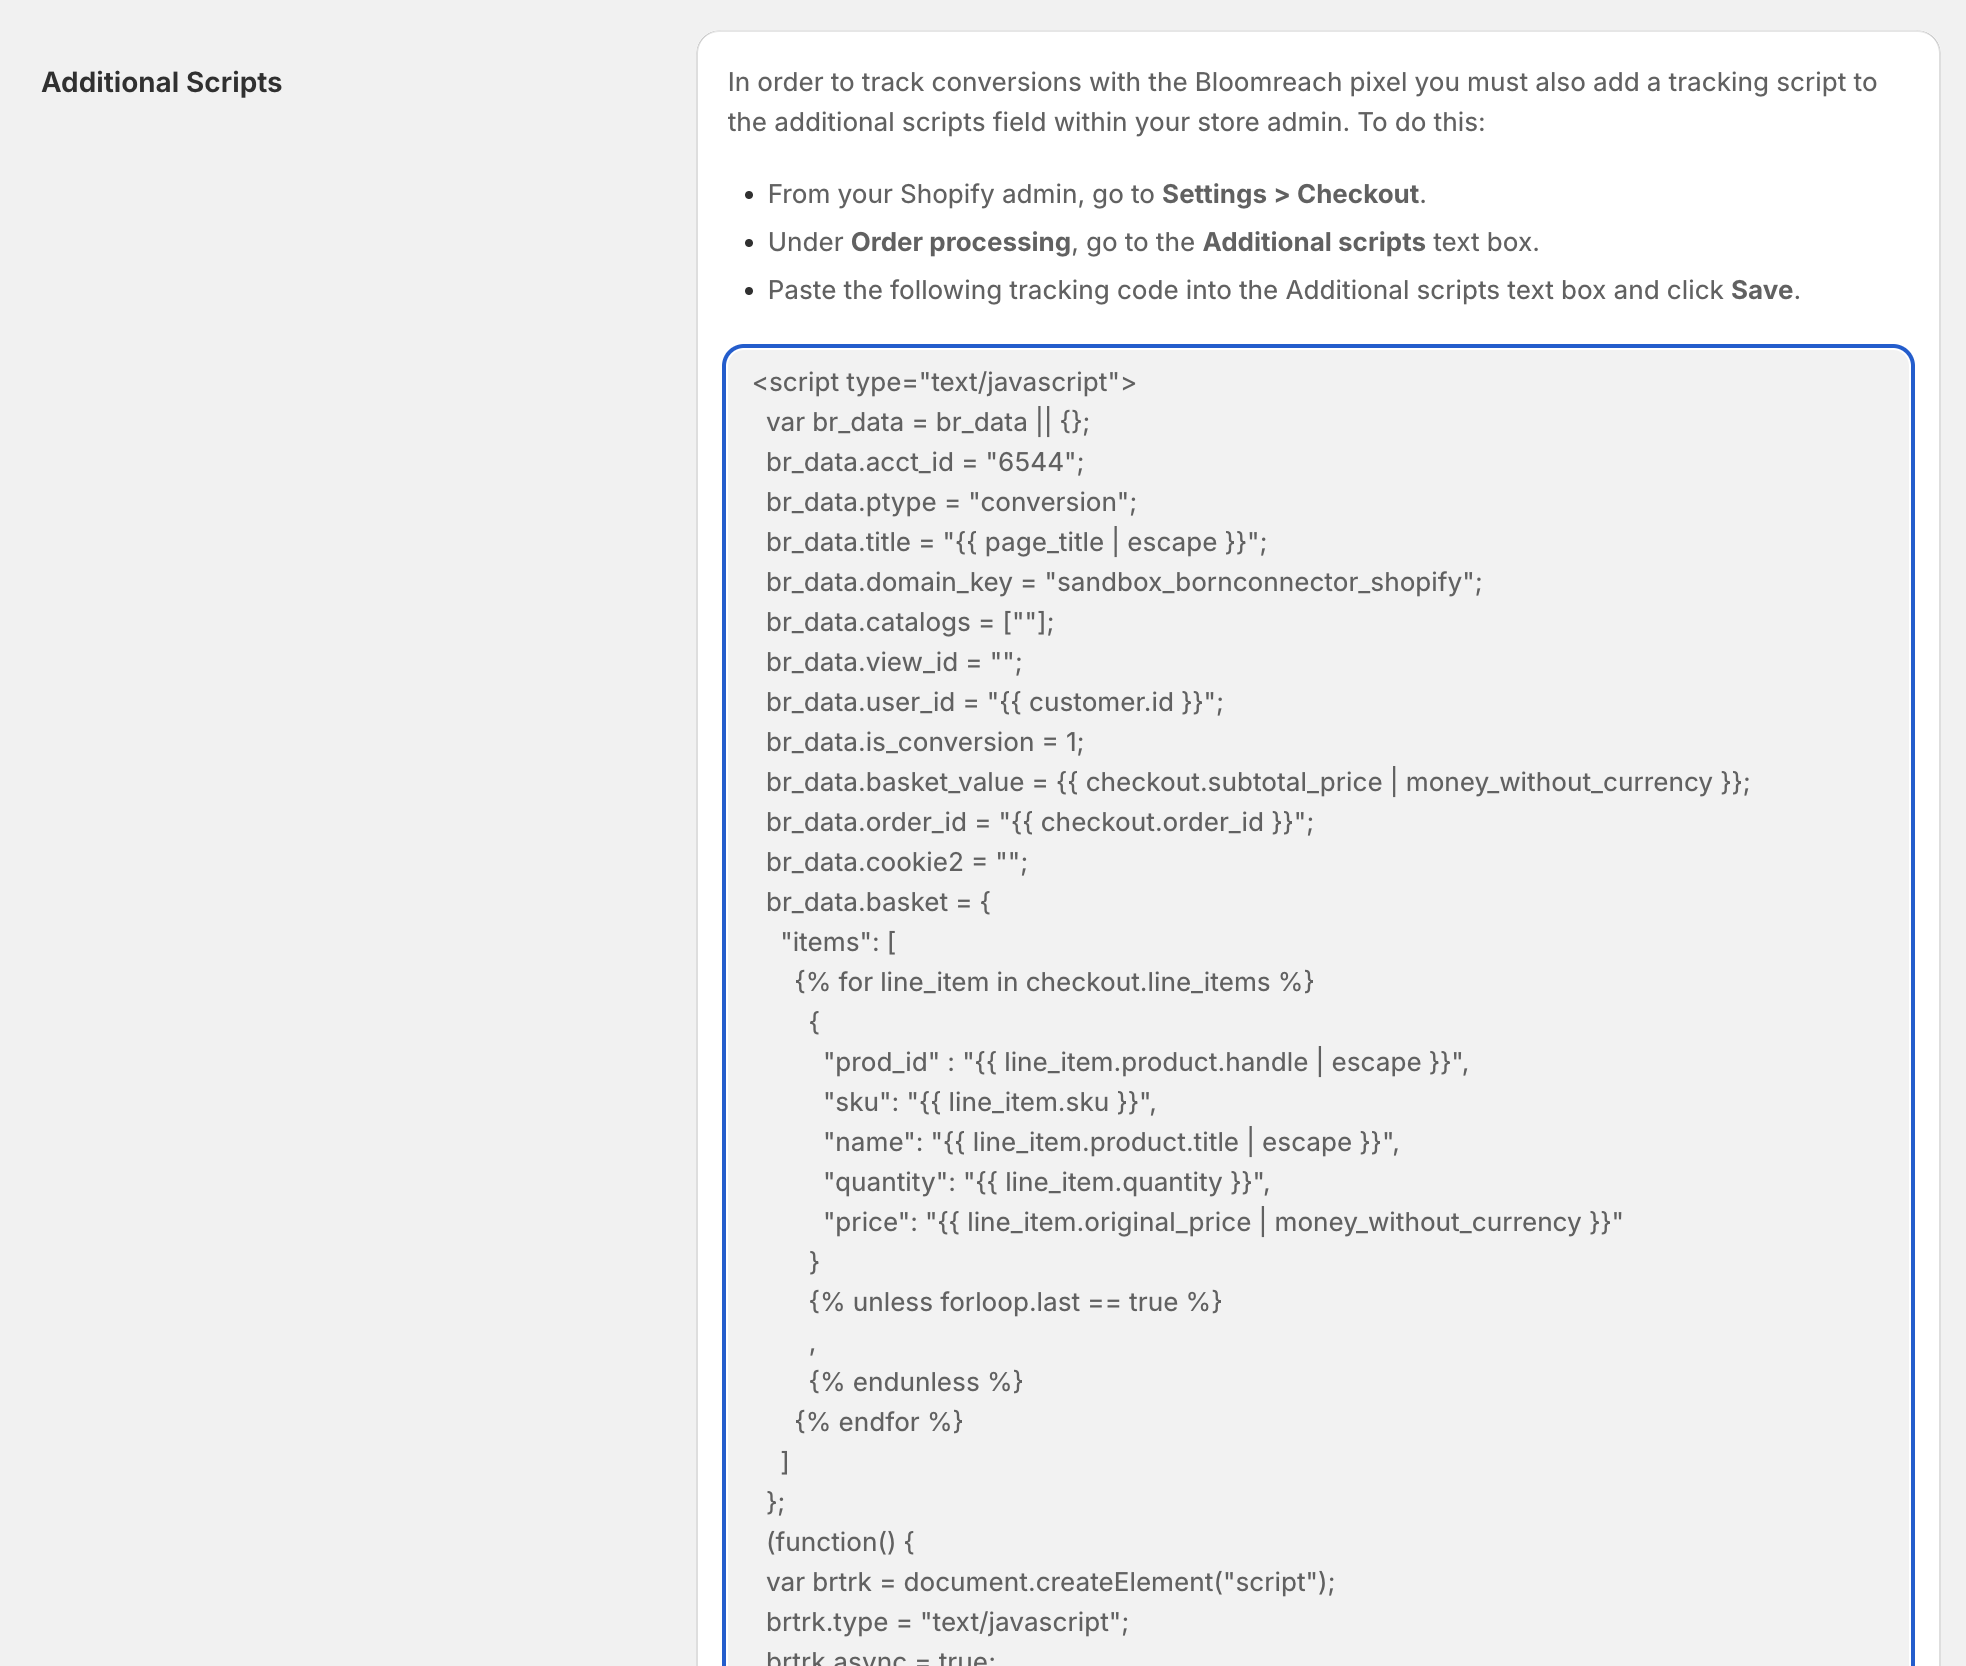 Additional Scripts
In order to track conversions with the Bloomreach pixel you must also add a tracking script to
the additional scripts field within your store admin. To do this:
• From your Shopify admin, go to Settings > Checkout.
• Under Order processing, go to the Additional scripts text box.
• Paste the following tracking code into the Additional scripts text box and click Save.
<script type="text/javascript">
  var br_data = br_data || {};
  br_data.acct_id = "6544";
  br_data.ptype = "conversion";
  br_data.title = "{{ page_title | escape }}";
  br_data.domain_key = "sandbox_bornconnector_shopify";
  br_data.catalogs = [""];
  br_data.view_id = "";
  br_data.user_id = "{{ customer.id }}";
  br_data.is_conversion = 1;
  br_data.basket_value = {{ checkout.subtotal_price | money_without_currency }};
  br_data.order_id = "{{ checkout.order_id }}";
  br_data.cookie2 = "";
  br_data.basket = {
    "items": [
      {% for line_item in checkout.line_items %}
        {
          "prod_id" : "{{ line_item.product.handle | escape }}",
          "sku": "{{ line_item.sku }}",
          "name": "{{ line_item.product.title | escape }}",
          "quantity": "{{ line_item.quantity }}",
          "price": "{{ line_item.original_price | money_without_currency }}"
        }
        {% unless forloop.last == true %}
        ,
        {% endunless %}
      {% endfor %}
    ]
  };
  (function() {
  var brtrk = document.createElement("script");
  brtrk.type = "text/javascript";
  brtrk.async = true;